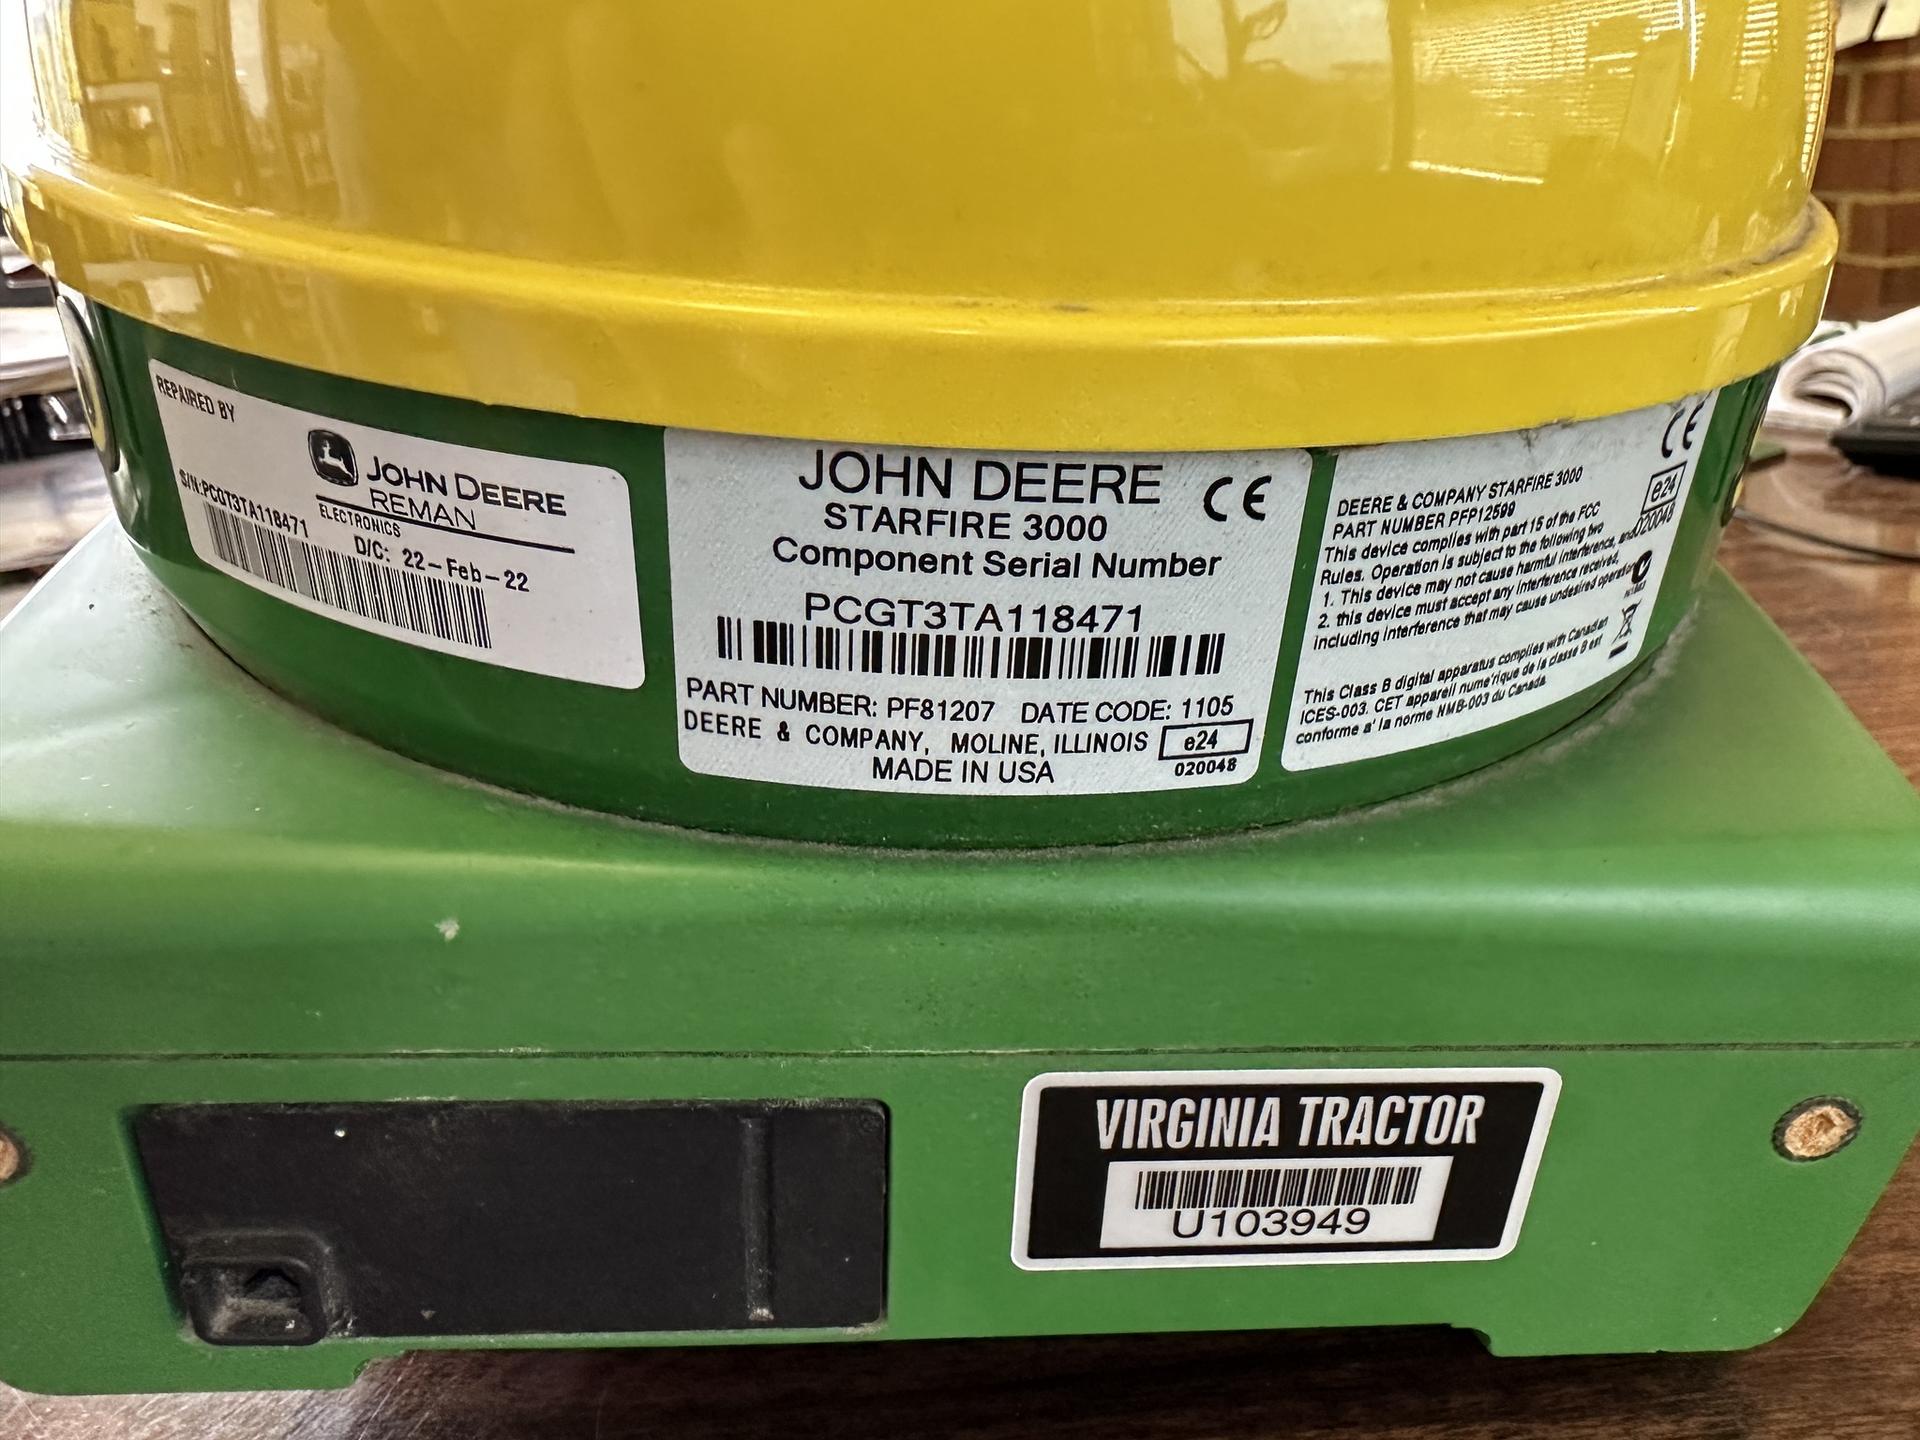 REPAIRED BY
JOHN DEERE
REMAN
ELECTRONICS
S/N:PCGT3TA118471
D/C: 22-Feb-22
JOHN DEERE
CE
STARFIRE 3000
Component Serial Number
PCGT3TA118471
PART NUMBER: PF81207 DATE CODE: 1105
DEERE & COMPANY, MOLINE, ILLINOIS
e24
MADE IN USA
020048
CE
DEERE & COMPANY STARFIRE 3000
e24
PART NUMBER PFP12599
020048
This device complies with part 15 of the FCC
Rules. Operation is subject to the following two
1. This device may not cause harmful interference, and
2. this device must accept any interference received,
including interference that may cause undesired operation
This Class B digital apparatus complies with Canadian
ICES-003. CET appareil nume'rique de la classe B est
conforme a' la norme NMB-003 du Canada.
VIRGINIA TRACTOR
U103949